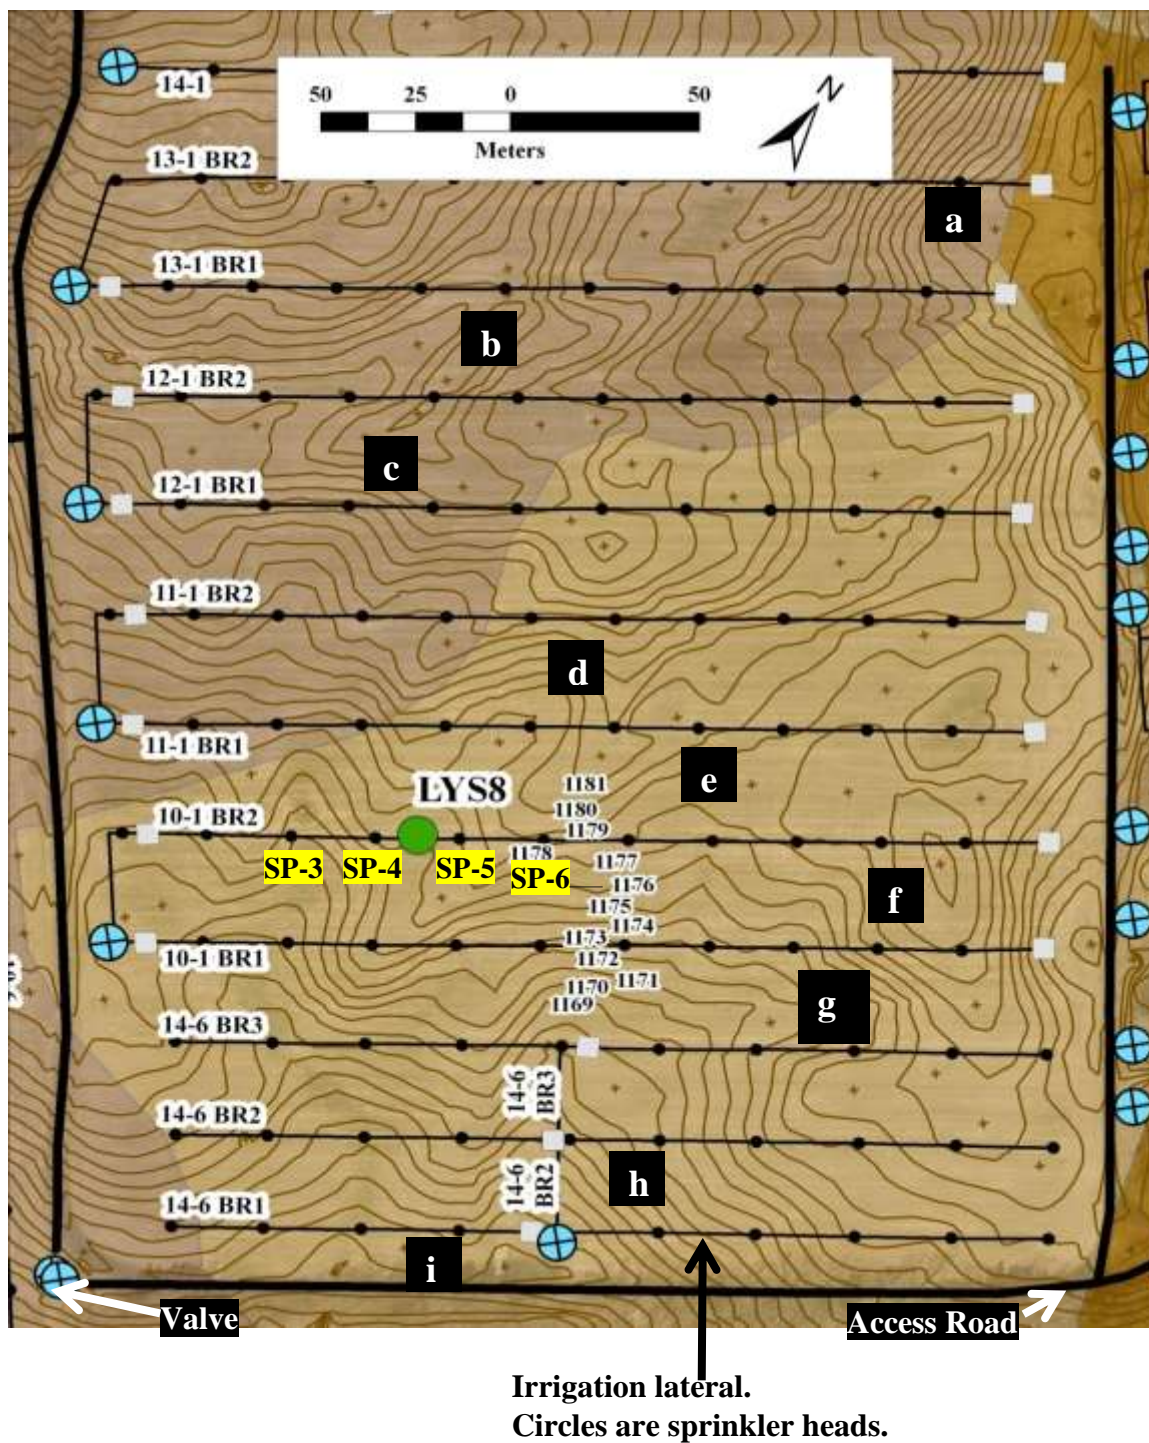 14-1
50 25 0 50
Meters
N
13-1 BR2
a
13-1 BR1
b
12-1 BR2
c
12-1 BR1
11-1 BR2
d
11-1 BR1
e
LYS8
1181
1180
10-1 BR2
1179
SP-3 SP-4 SP-5 SP-6
1178
1177
1176
f
1175
1174
1173
10-1 BR1
1172
1171
1170
g
1169
14-6 BR3
14-6 BR3
14-6 BR2
14-6 BR2
h
14-6 BR1
i
Valve
Access Road
Irrigation lateral.
Circles are sprinkler heads.